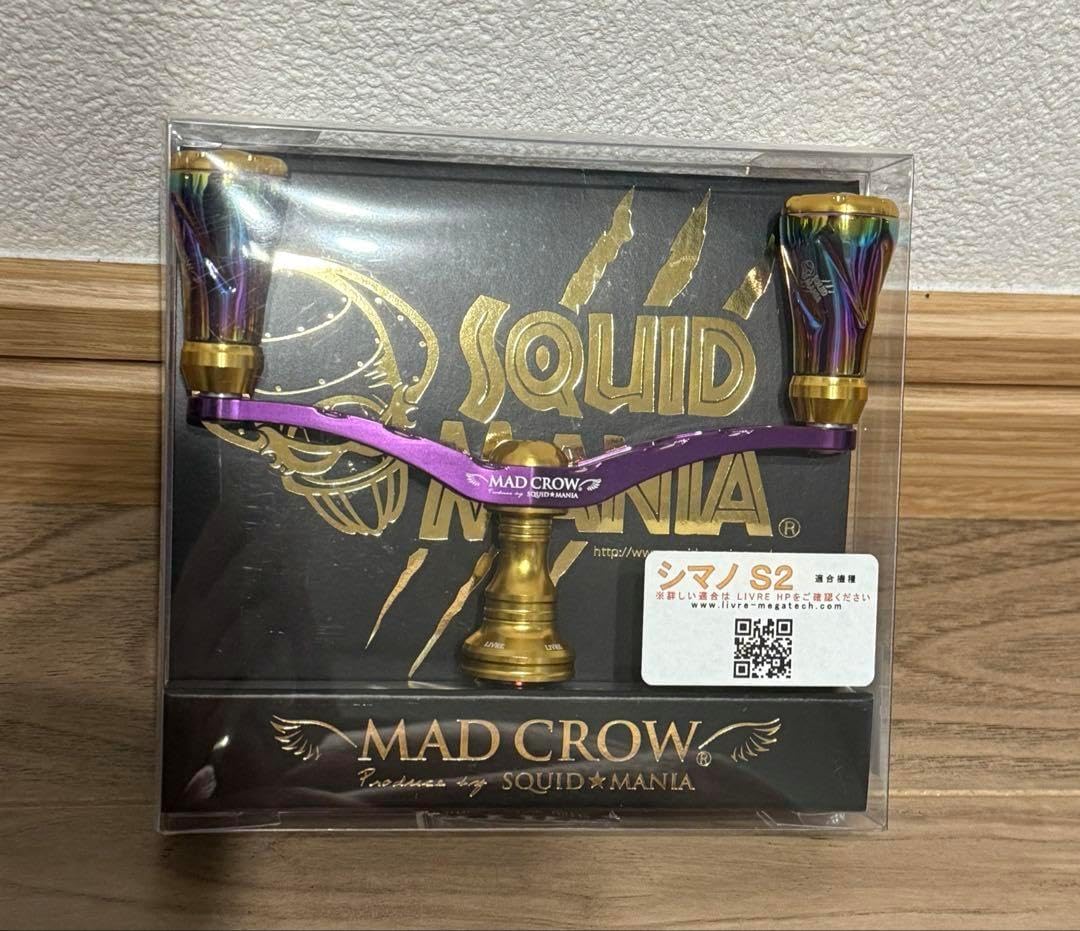 SQUID
MANIA®
http://www.
MAD CROW®
Produce by SQUID★MANIA
LIVRE
LIVRE
シマノ S2 適合機種
※詳しい適合は LIVRE HPをご確認ください
www.livre-megatech.com
MAD CROW®
Produce by SQUID★MANIA